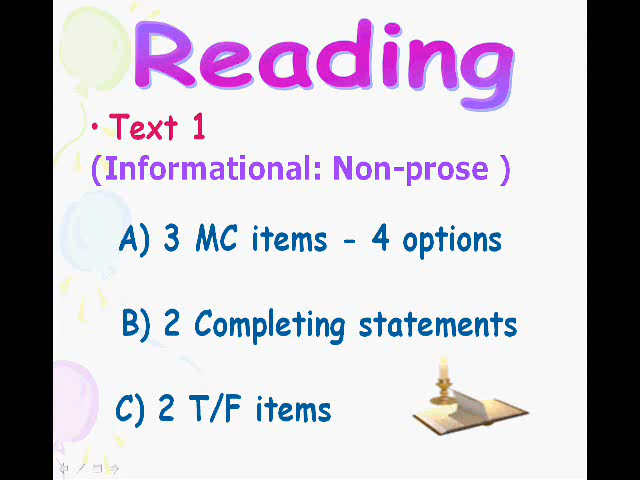 Reading
• Text 1
(Informational: Non-prose )
A) 3 MC items - 4 options
B) 2 Completing statements
C) 2 T/F items